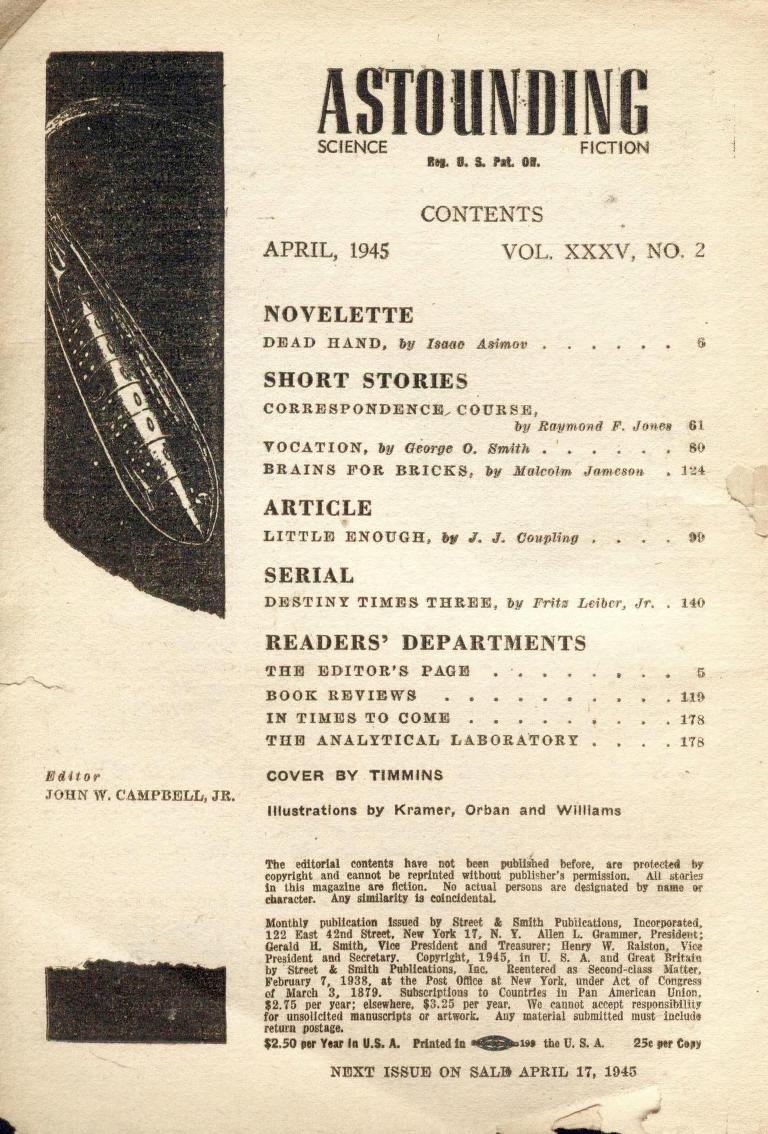 ASTOUNDING
SCIENCE FICTION
Reg. U. S. Pat. Off.
CONTENTS
APRIL, 1945 VOL. XXXV, NO. 2
NOVELETTE
DEAD HAND, by Isaac Asimov . . . . . . 6
SHORT STORIES
CORRESPONDENCE COURSE,
by Raymond F. Jones 61
VOCATION, by George O. Smith . . . . . . 80
BRAINS FOR BRICKS, by Malcolm Jameson . 124
ARTICLE
LITTLE ENOUGH, by J. J. Coupling . . . . 99
SERIAL
DESTINY TIMES THREE, by Fritz Leiber, Jr. . 140
READERS' DEPARTMENTS
THE EDITOR'S PAGE . . . . . . . . 5
BOOK REVIEWS . . . . . . . . . . 119
IN TIMES TO COME . . . . . . . . . 178
THE ANALYTICAL LABORATORY . . . . 178
Editor
JOHN W. CAMPBELL, JR.
COVER BY TIMMINS
Illustrations by Kramer, Orban and Williams
The editorial contents have not been published before, are protected by
copyright and cannot be reprinted without publisher's permission. All stories
in this magazine are fiction. No actual persons are designated by name or
character. Any similarity is coincidental.
Monthly publication issued by Street & Smith Publications, Incorporated,
122 East 42nd Street, New York 17, N. Y. Allen L. Grammer, President;
Gerald H. Smith, Vice President and Treasurer; Henry W. Ralston, Vice
President and Secretary. Copyright, 1945, in U. S. A. and Great Britain
by Street & Smith Publications, Inc. Reentered as Second-class Matter,
February 7, 1938, at the Post Office at New York, under Act of Congress
of March 3, 1879. Subscriptions to Countries in Pan American Union,
$2.75 per year; elsewhere, $3.25 per year. We cannot accept responsibility
for unsolicited manuscripts or artwork. Any material submitted must include
return postage.
$2.50 per Year in U. S. A. Printed in 199 the U. S. A. 25c per Copy
NEXT ISSUE ON SALE APRIL 17, 1945